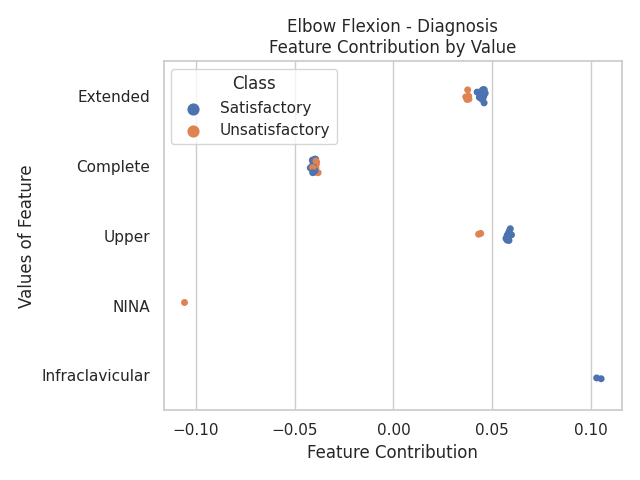 Elbow Flexion - Diagnosis
Feature Contribution by Value
Class
Satisfactory
Unsatisfactory
Values of Feature
Extended
Complete
Upper
NINA
Infraclavicular
−0.10
−0.05
0.00
0.05
0.10
Feature Contribution